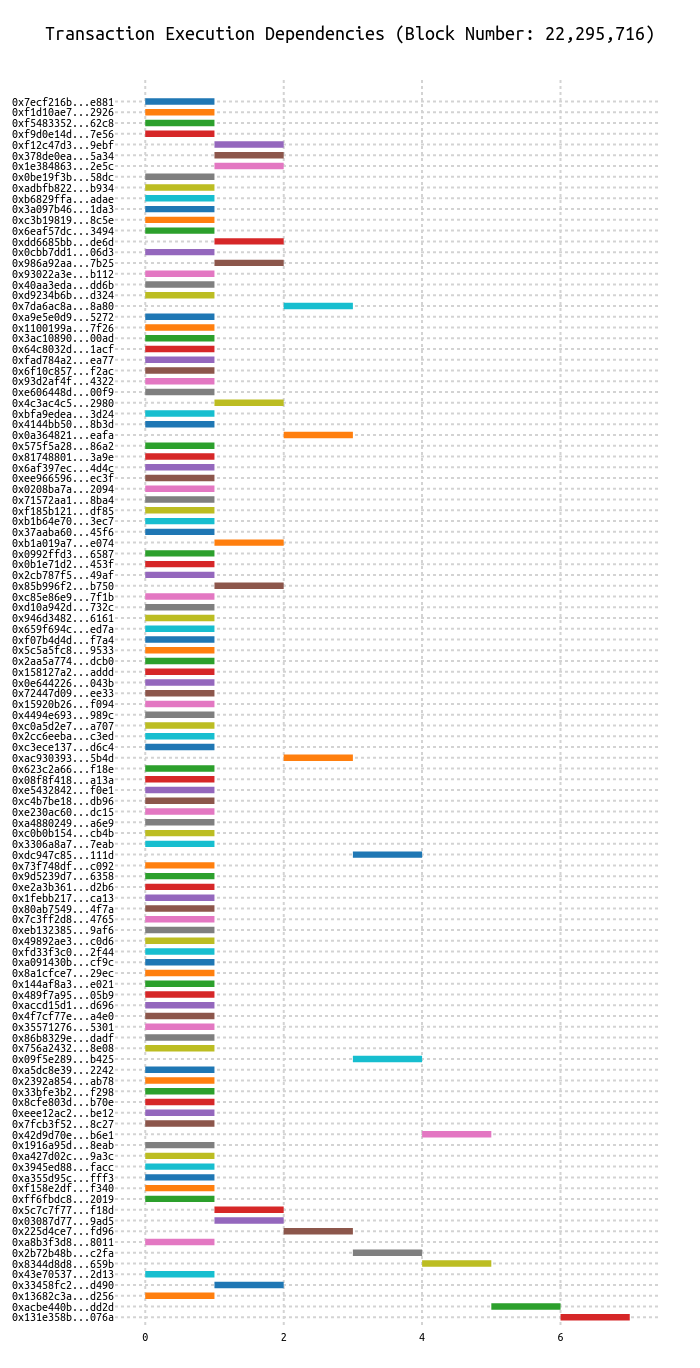 Transaction Execution Dependencies (Block Number: 22,295,716)
0x7ecf216b...e881
0xf1d10ae7...2926
0xf5483352...62c8
0xf9d0e14d...7e56
0xf12c47d3...9ebf
0x378de0ea...5a34
0x1e384863...2e5c
0x0be19f3b...58dc
0xadbfb822...b934
0xb6829ffa...adae
0x3a097b46...1da3
0xc3b19819...8c5e
0x6eaf57dc...3494
0xdd6685bb...de6d
0x0cbb7dd1...06d3
0x986a92aa...7b25
0x93022a3e...b112
0x40aa3eda...dd6b
0xd9234b6b...d324
0x7da6ac8a...8a80
0xa9e5e0d9...5272
0x1100199a...7f26
0x3ac10890...00ad
0x64c8032d...1acf
0xfad784a2...ea77
0x6f10c857...f2ac
0x93d2af4f...4322
0xe606448d...00f9
0x4c3ac4c5...2980
0xbfa9edea...3d24
0x4144bb50...8b3d
0x0a364821...eafa
0x575f5a28...86a2
0x81748801...3a9e
0x6af397ec...4d4c
0xee966596...ec3f
0x0208ba7a...2094
0x71572aa1...8ba4
0xf185b121...df85
0xb1b64e70...3ec7
0x37aaba60...45f6
0xb1a019a7...e074
0x0992ffd3...6587
0x0b1e71d2...453f
0x2cb787f5...49af
0x85b996f2...b750
0xc85e86e9...7f1b
0xd10a942d...732c
0x946d3482...6161
0x659f694c...ed7a
0xf07b4d4d...f7a4
0x5c5a5fc8...9533
0x2aa5a774...dcb0
0x158127a2...addd
0x0e644226...043b
0x72447d09...ee33
0x15920b26...f094
0x4494e693...989c
0xc0a5d2e7...a707
0x2cc6eeba...c3ed
0xc3ece137...d6c4
0xac930393...5b4d
0x623c2a66...f18e
0x08f8f418...a13a
0xe5432842...f0e1
0xc4b7be18...db96
0xe230ac60...dc15
0xa4880249...a6e9
0xc0b0b154...cb4b
0x3306a8a7...7eab
0xdc947c85...111d
0x73f748df...c092
0x9d5239d7...6358
0xe2a3b361...d2b6
0x1febb217...ca13
0x80ab7549...4f7a
0x7c3ff2d8...4765
0xeb132385...9af6
0x49892ae3...c0d6
0xfd33f3c0...2f44
0xa091430b...cf9c
0x8a1cfce7...29ec
0x144af8a3...e021
0x489f7a95...05b9
0xaccd15d1...d696
0x4f7cf77e...a4e0
0x35571276...5301
0x86b8329e...dadf
0x756a2432...8e08
0x09f5e289...b425
0xa5dc8e39...2242
0x2392a854...ab78
0x33bfe3b2...f298
0x8cfe803d...b70e
0xeee12ac2...be12
0x7fcb3f52...8c27
0x42d9d70e...b6e1
0x1916a95d...8eab
0xa427d02c...9a3c
0x3945ed88...facc
0xa355d95c...fff3
0xf158e2df...f340
0xff6fbdc8...2019
0x5c7c7f77...f18d
0x03087d77...9ad5
0x225d4ce7...fd96
0xa8b3f3d8...8011
0x2b72b48b...c2fa
0x8344d8d8...659b
0x43e70537...2d13
0x33458fc2...d490
0x13682c3a...d256
0xacbe440b...dd2d
0x131e358b...076a
0 2 4 6